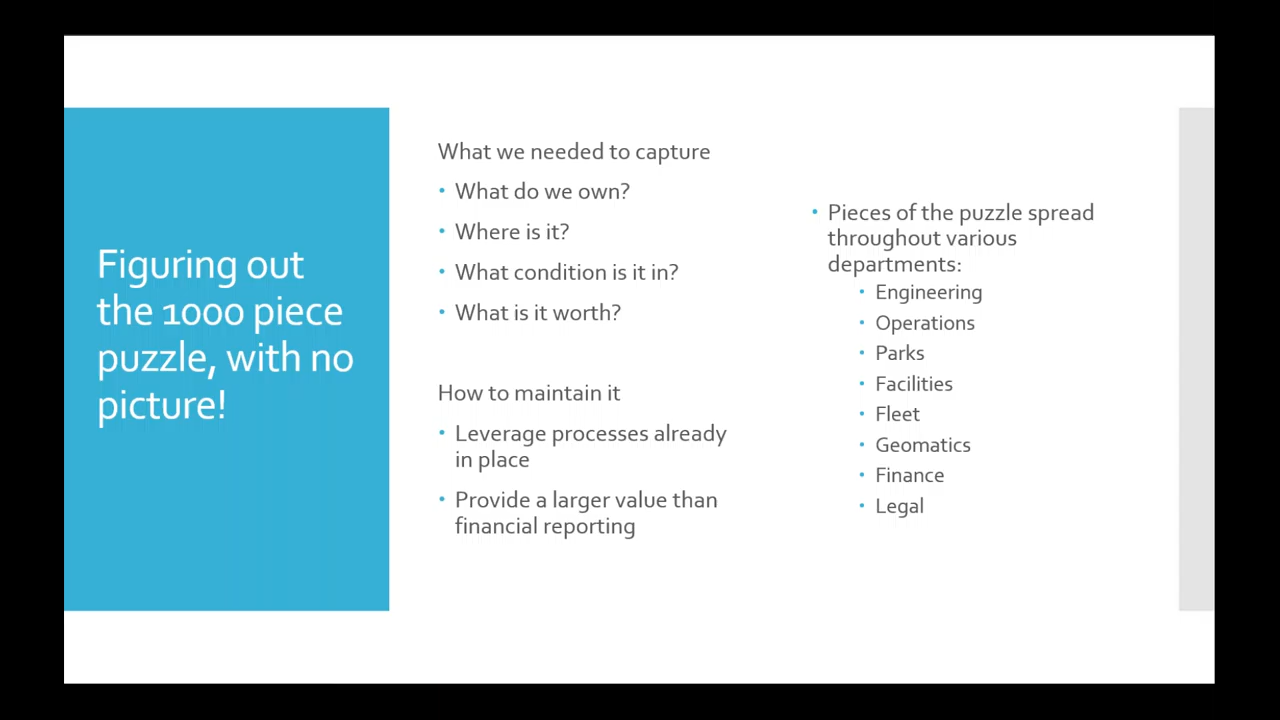 Figuring out
the 1000 piece
puzzle, with no
picture!
What we needed to capture
• What do we own?
• Where is it?
• What condition is it in?
• What is it worth?
How to maintain it
• Leverage processes already
in place
• Provide a larger value than
financial reporting
• Pieces of the puzzle spread
throughout various
departments:
• Engineering
• Operations
• Parks
• Facilities
• Fleet
• Geomatics
• Finance
• Legal